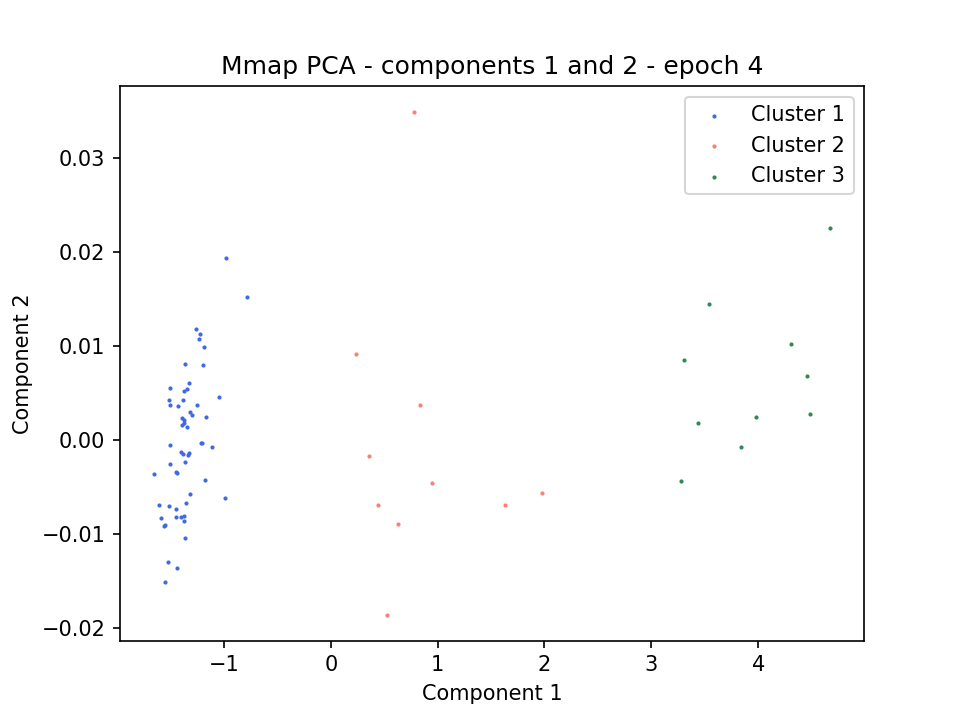 Mmap PCA - components 1 and 2 - epoch 4
Cluster 1
Cluster 2
Cluster 3
0.03
0.02
0.01
0.00
−0.01
−0.02
Component 2
−1
0
1
2
3
4
Component 1